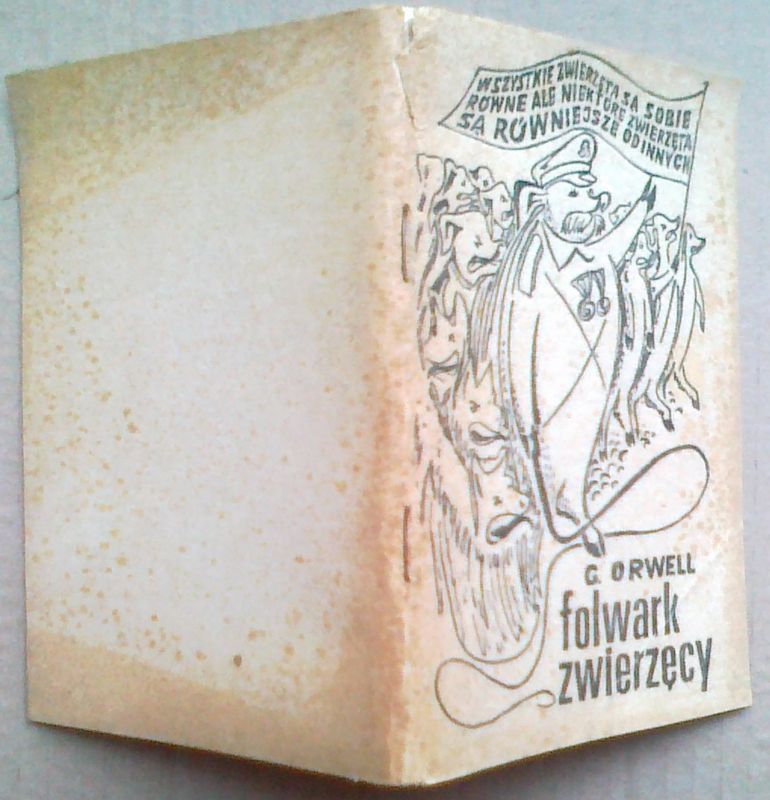 WSZYSTKIE ZWIERZĘTA SĄ SOBIE
RÓWNE ALE NIEKTÓRE ZWIERZĘTA
SĄ RÓWNIEJSZE OD INNYCH
G. ORWELL
folwark
zwierzęcy